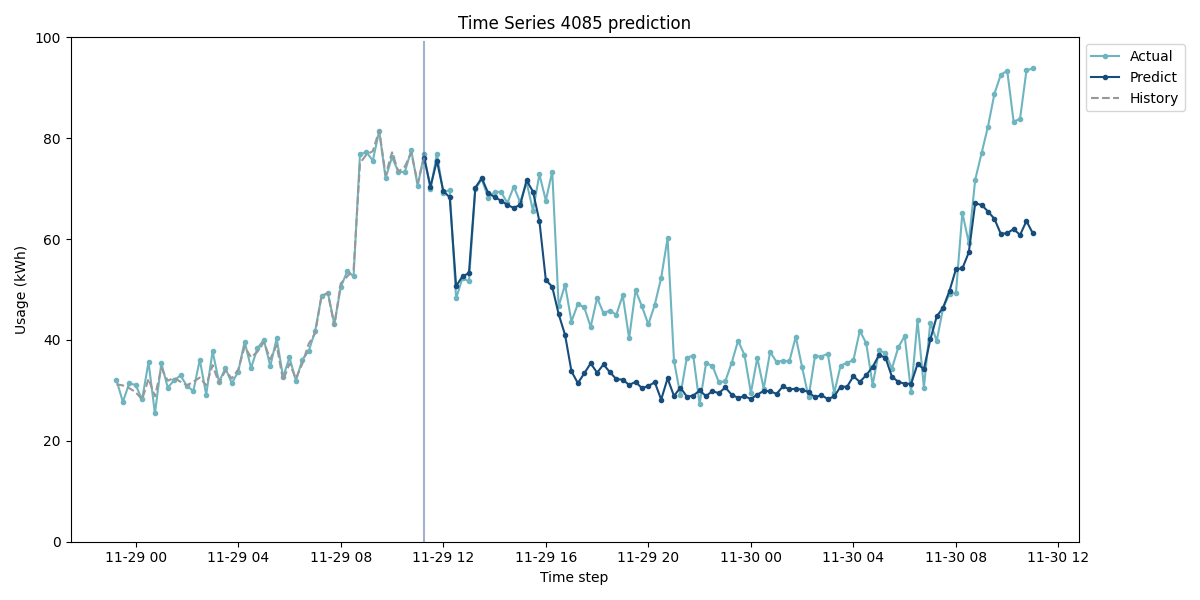 Time Series 4085 prediction
100
80
60
40
20
0
Usage (kWh)
11-29 00
11-29 04
11-29 08
11-29 12
11-29 16
11-29 20
11-30 00
11-30 04
11-30 08
11-30 12
Time step
Actual
Predict
History